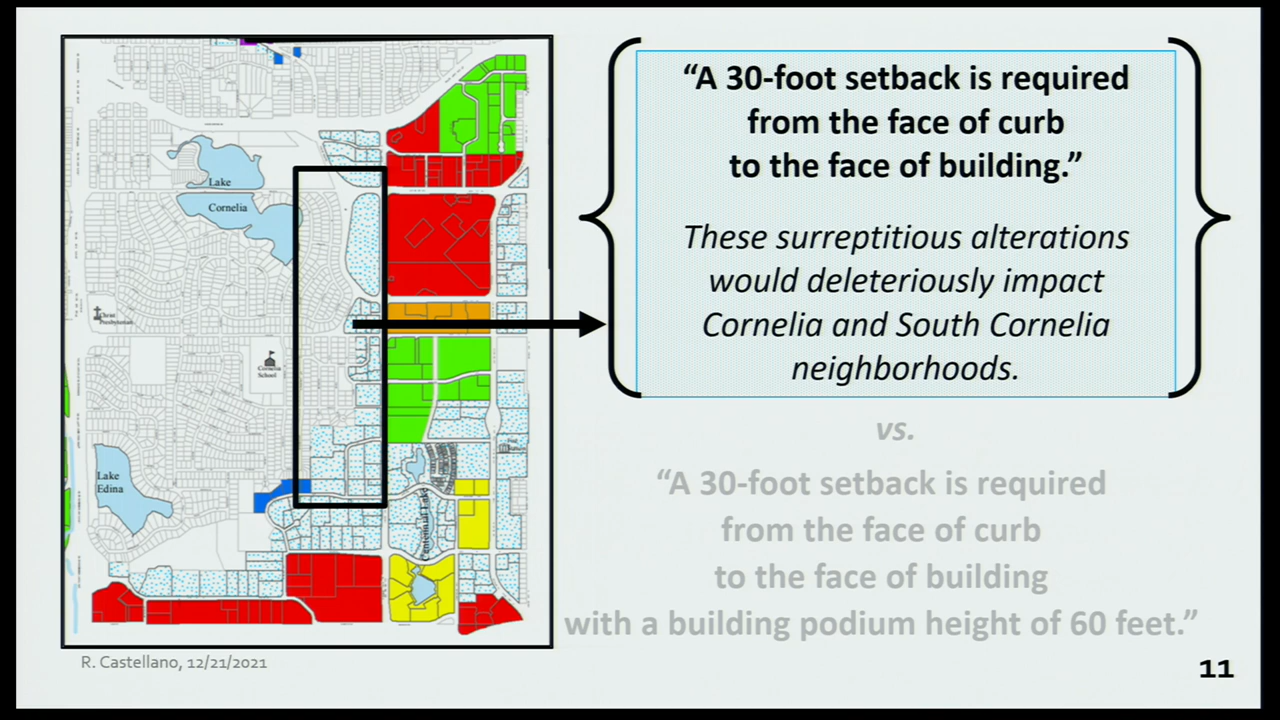 “A 30-foot setback is required
from the face of curb
to the face of building.”
These surreptitious alterations
would deleteriously impact
Cornelia and South Cornelia
neighborhoods.
vs.
“A 30-foot setback is required
from the face of curb
to the face of building
with a building podium height of 60 feet.”
Lake
Cornelia
Christ
Presbyterian
Cornelia
School
Lake
Edina
Centennial Lake
R. Castellano, 12/21/2021
11